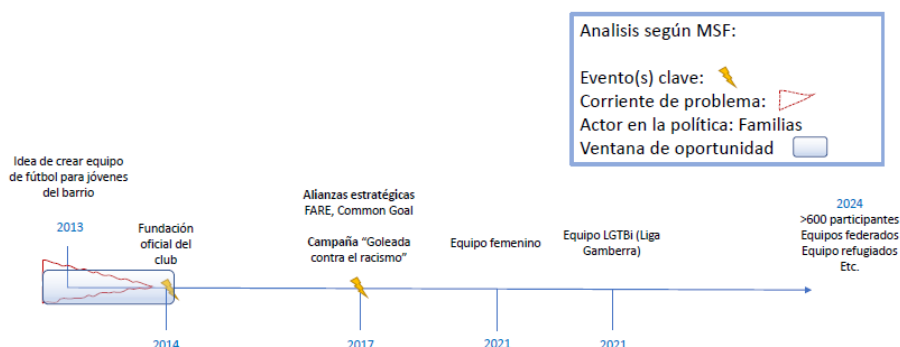 Analisis según MSF:
Evento(s) clave:
Corriente de problema:
Actor en la política: Familias
Ventana de oportunidad
Idea de crear equipo
de fútbol para jóvenes
del barrio
2013
Fundación
oficial del
club
2014
Alianzas estratégicas
FARE, Common Goal
Campaña "Goleada
contra el racismo"
2017
Equipo femenino
2021
Equipo LGTBi (Liga
Gamberra)
2021
2024
>600 participantes
Equipos federados
Equipo refugiados
Etc.